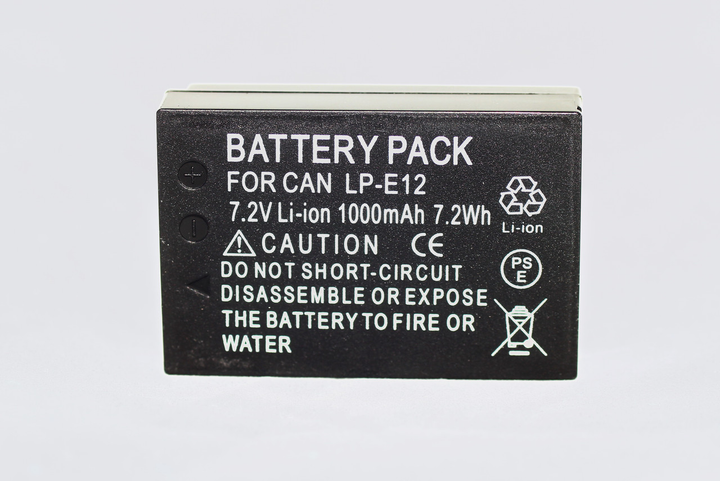 BATTERY PACK
FOR CAN LP-E12
7.2V Li-ion 1000mAh 7.2Wh
CAUTION CE
DO NOT SHORT-CIRCUIT
DISASSEMBLE OR EXPOSE
THE BATTERY TO FIRE OR
WATER
Li-ion
PS
E